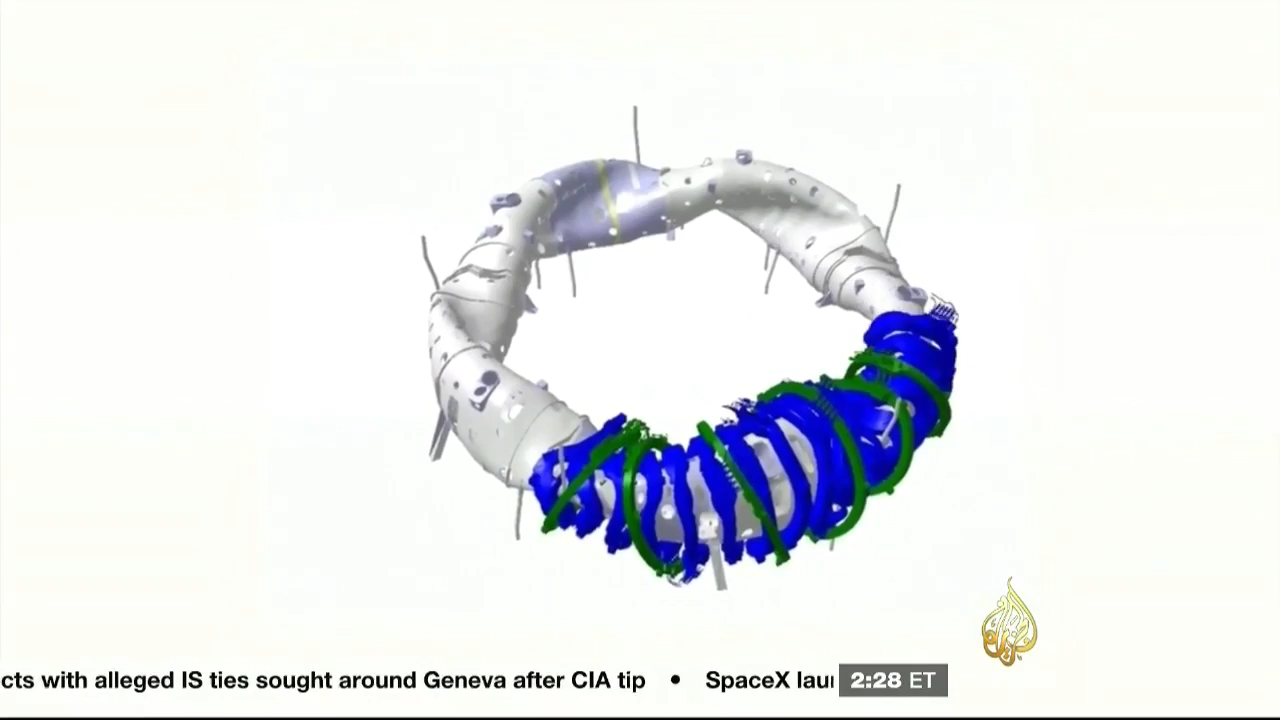 cts with alleged IS ties sought around Geneva after CIA tip • SpaceX lau 2:28 ET